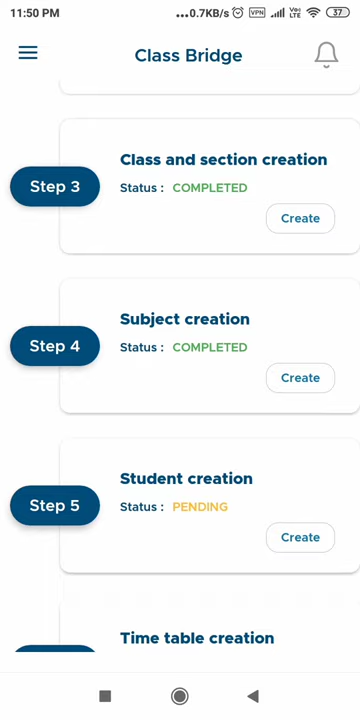 11:50 PM ...0.7KB/s VPN Vo LTE 37
Class Bridge
Step 3
Class and section creation
Status : COMPLETED
Create
Step 4
Subject creation
Status : COMPLETED
Create
Step 5
Student creation
Status : PENDING
Create
Time table creation